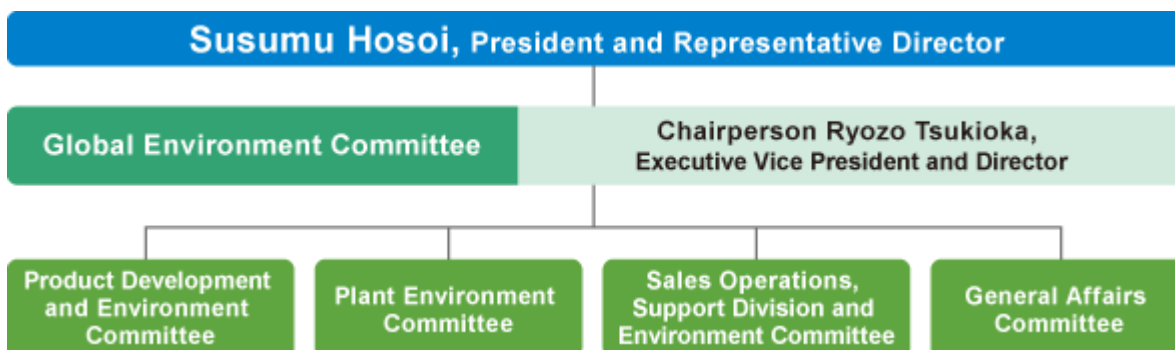 Susumu Hosoi, President and Representative Director
Global Environment Committee
Chairperson Ryozo Tsukioka,
Executive Vice President and Director
Product Development
and Environment
Committee
Plant Environment
Committee
Sales Operations,
Support Division and
Environment Committee
General Affairs
Committee